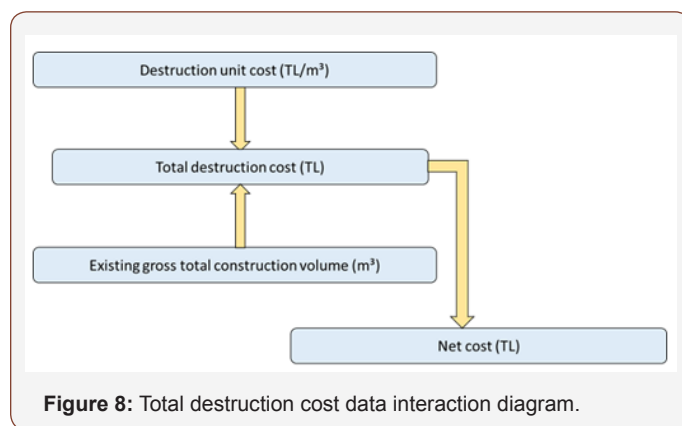 Destruction unit cost (TL/m³)
Total destruction cost (TL)
Existing gross total construction volume (m³)
Net cost (TL)
Figure 8: Total destruction cost data interaction diagram.